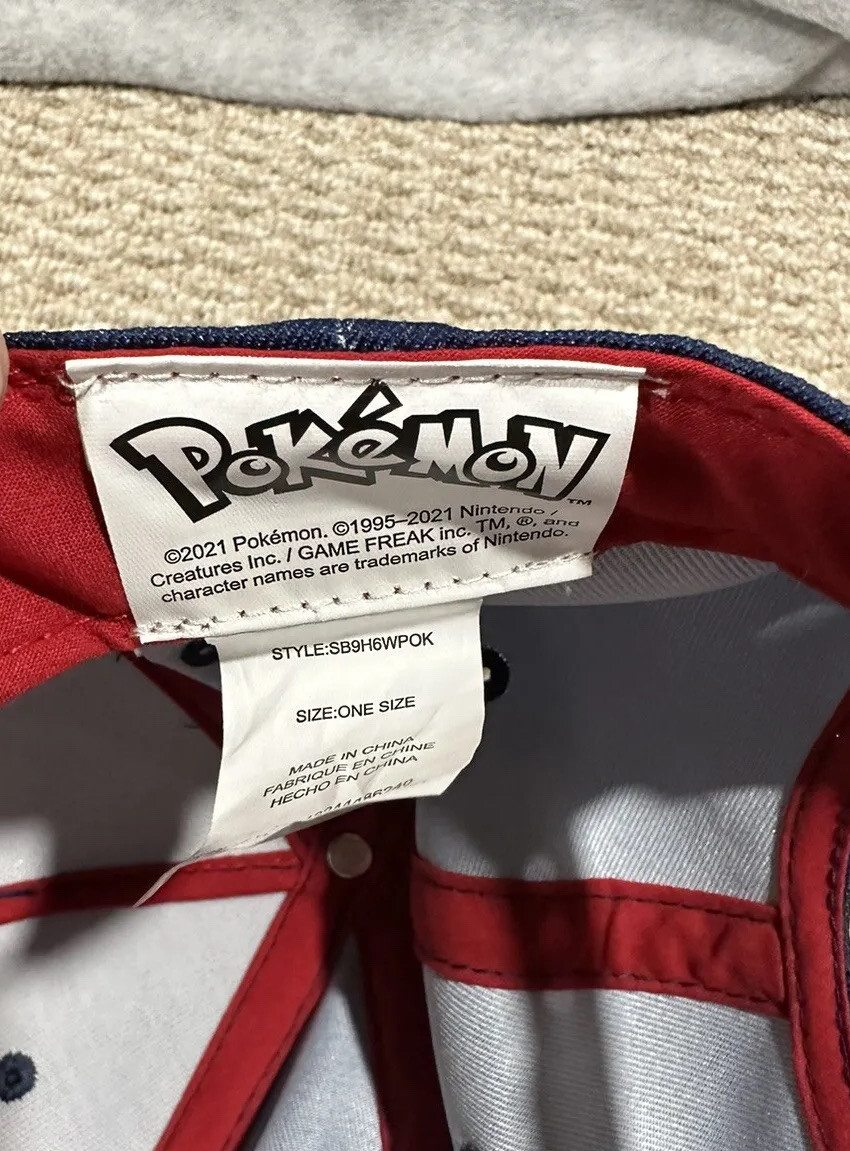 POKéMON™
©2021 Pokémon. ©1995–2021 Nintendo /
Creatures Inc. / GAME FREAK inc. TM, ®, and
character names are trademarks of Nintendo.
STYLE:SB9H6WPOK
SIZE:ONE SIZE
MADE IN CHINA
FABRIQUE EN CHINE
HECHO EN CHINA